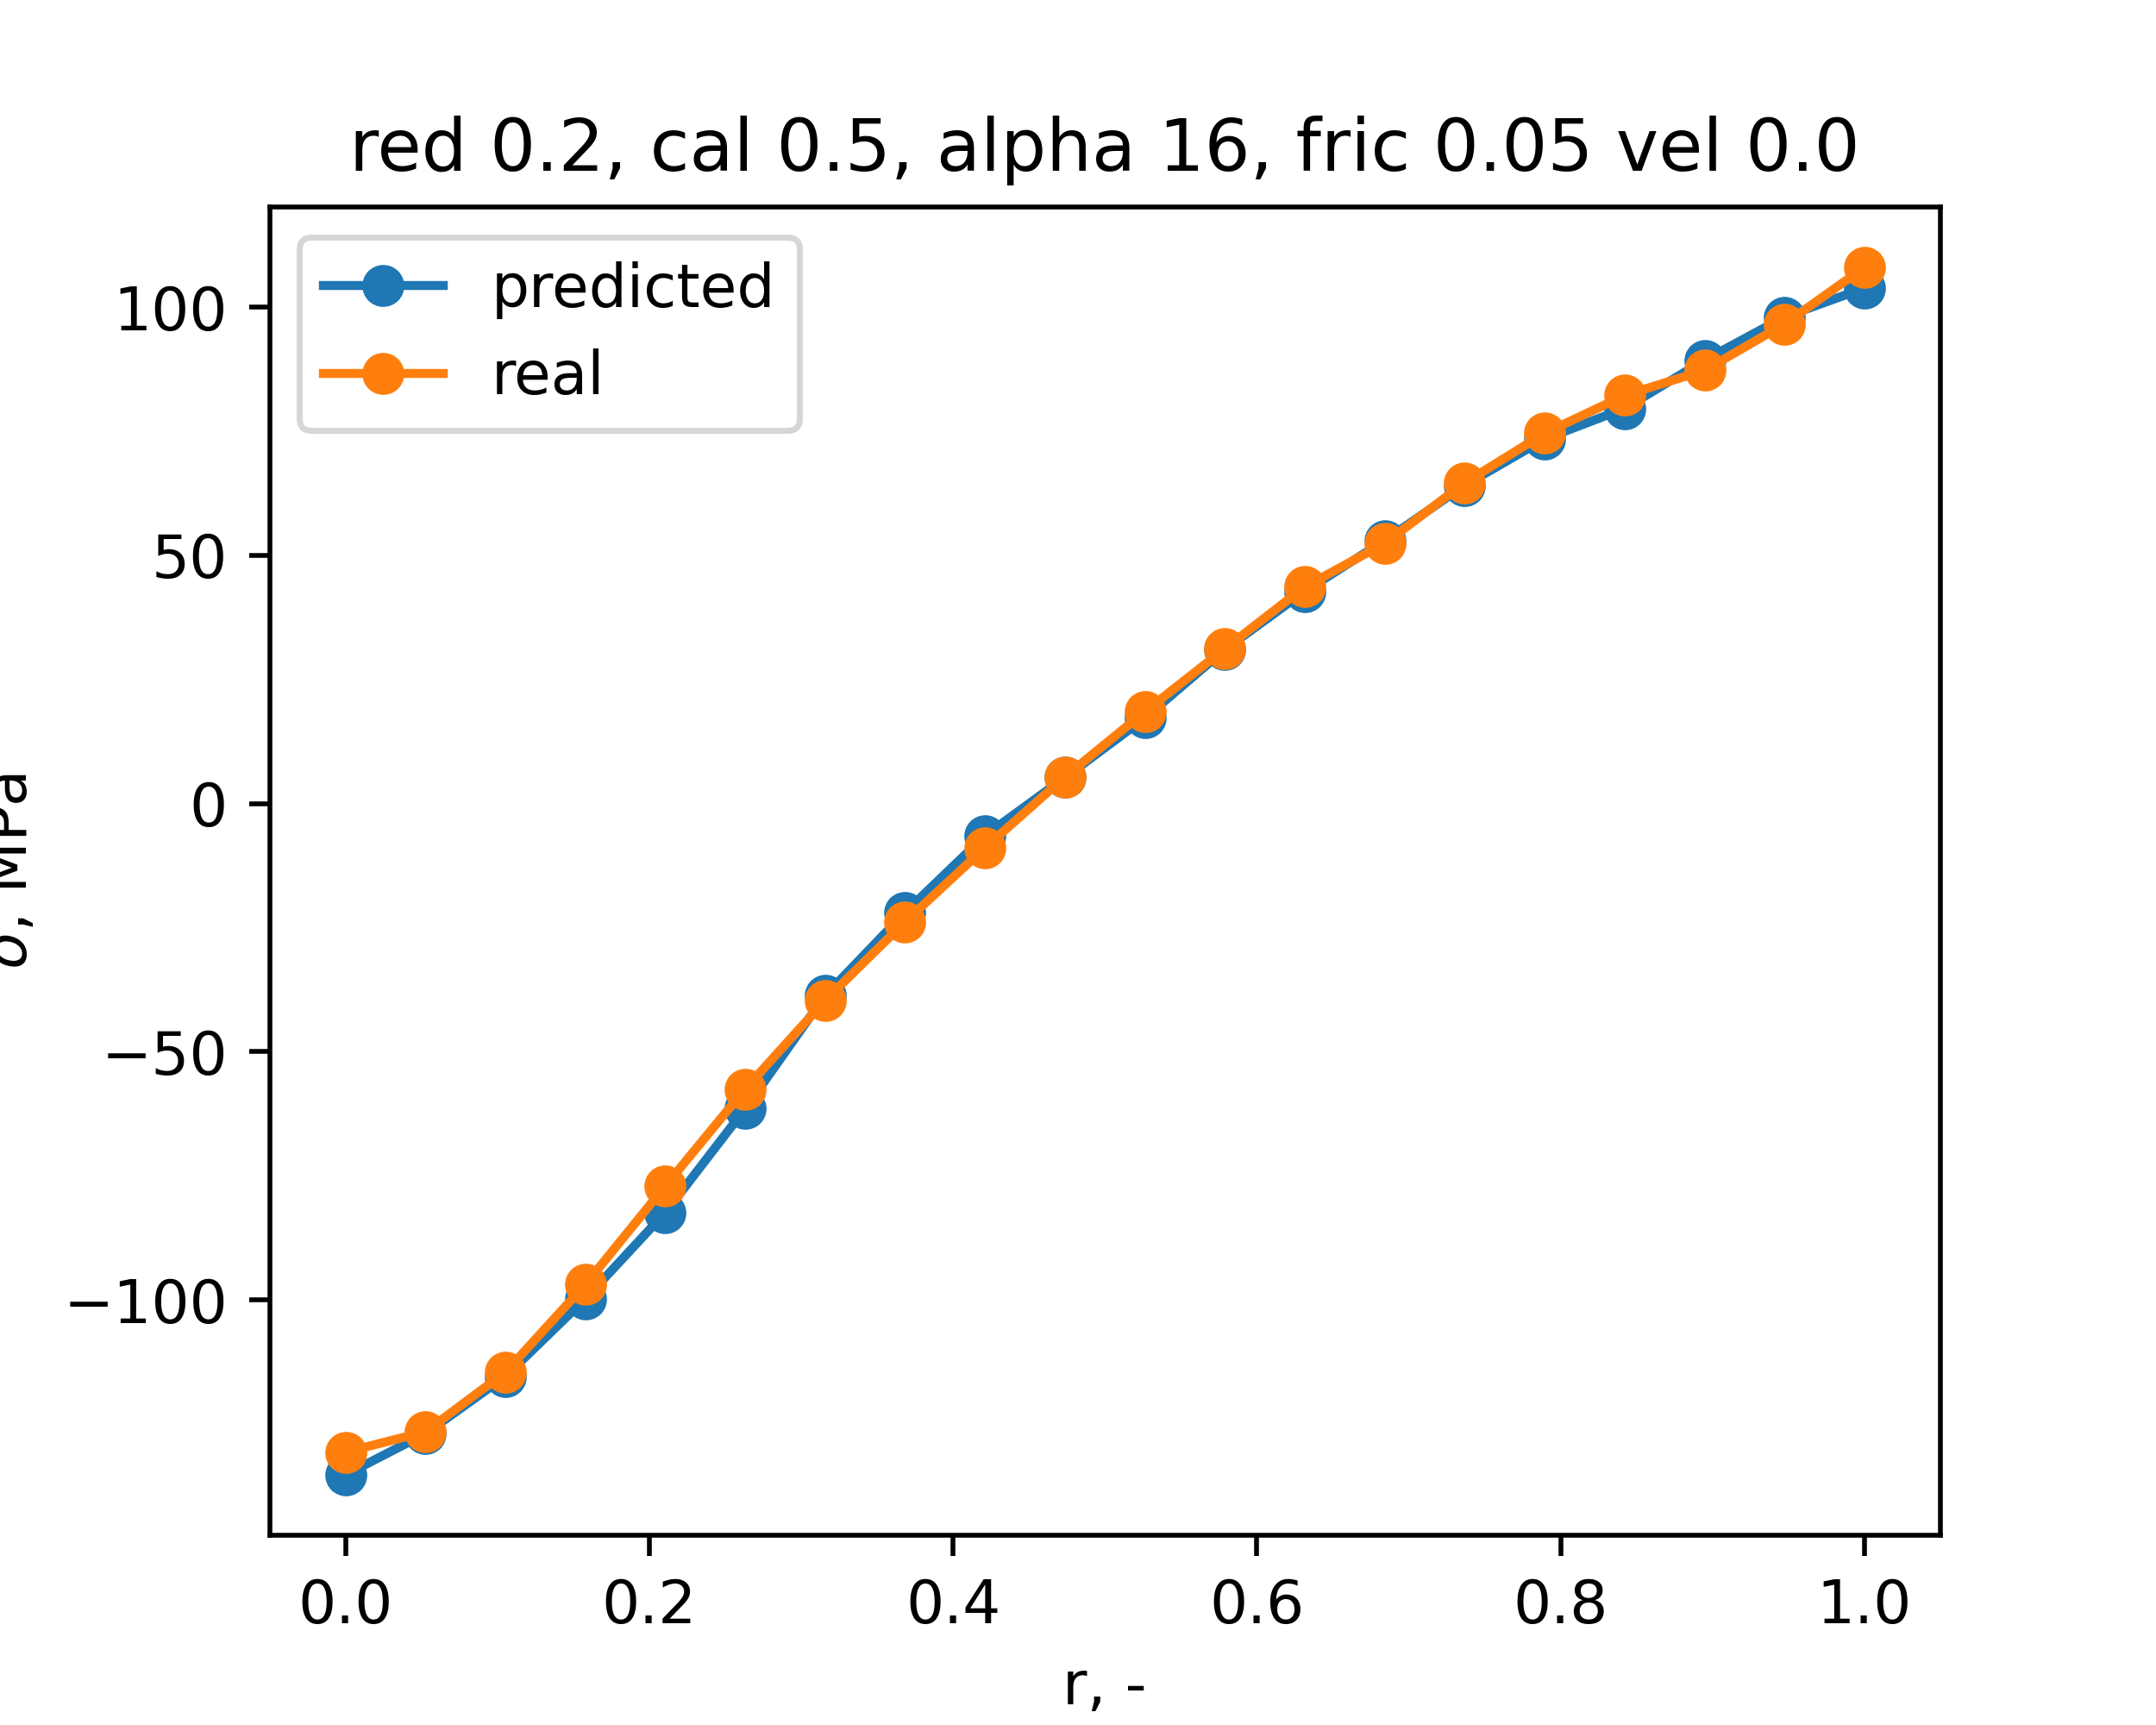 red 0.2, cal 0.5, alpha 16, fric 0.05 vel 0.0
predicted
real
100
50
0
−50
−100
σ, MPa
0.0 0.2 0.4 0.6 0.8 1.0
r, -